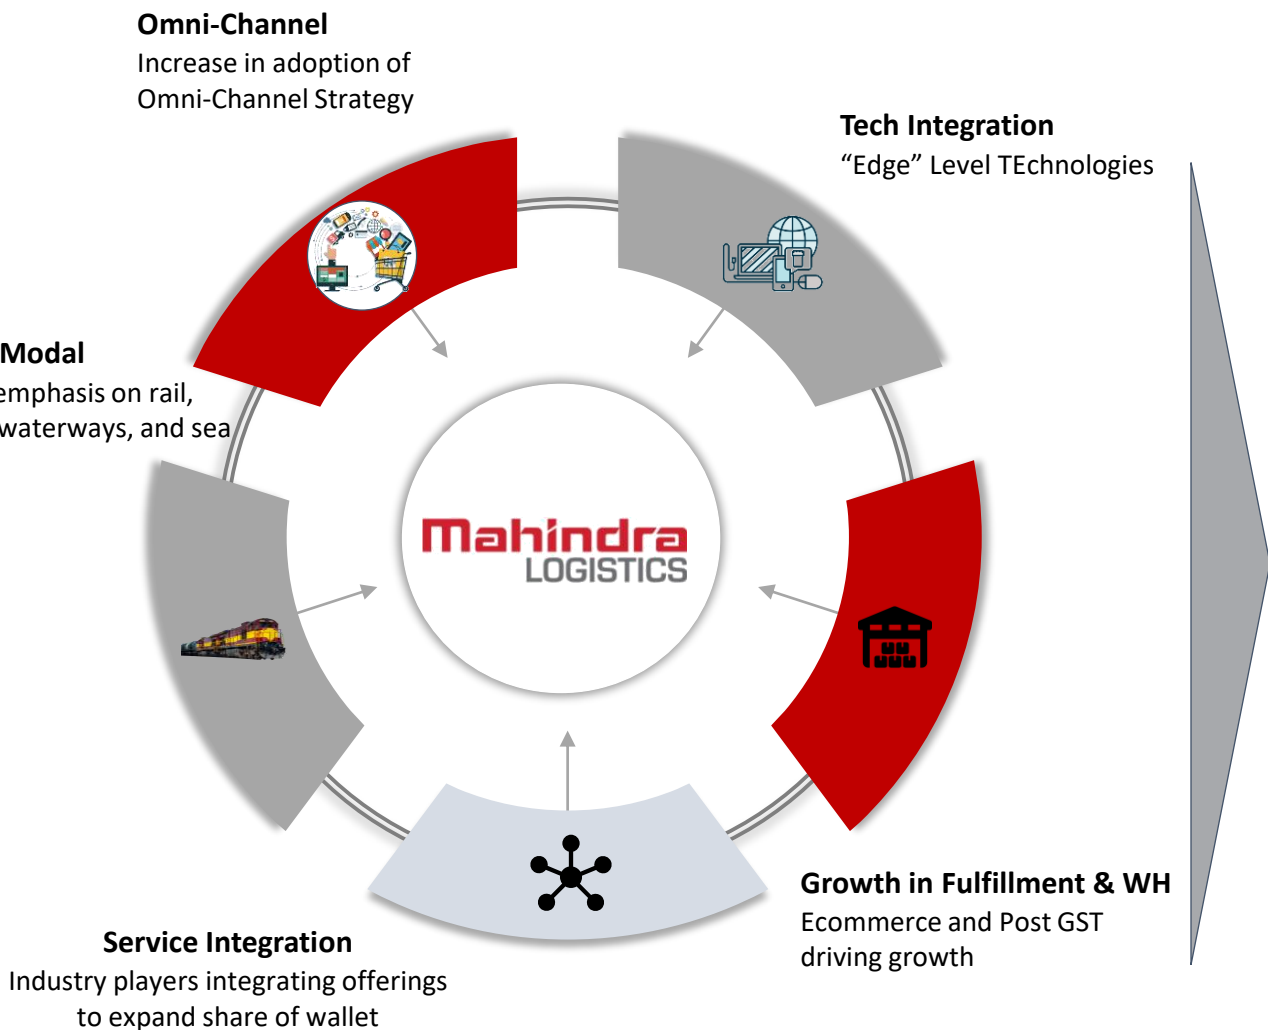 Omni-Channel
Increase in adoption of
Omni-Channel Strategy
Tech Integration
“Edge” Level TEchnologies
Modal
emphasis on rail,
waterways, and sea
Mahindra
LOGISTICS
Growth in Fulfillment & WH
Ecommerce and Post GST
driving growth
Service Integration
Industry players integrating offerings
to expand share of wallet